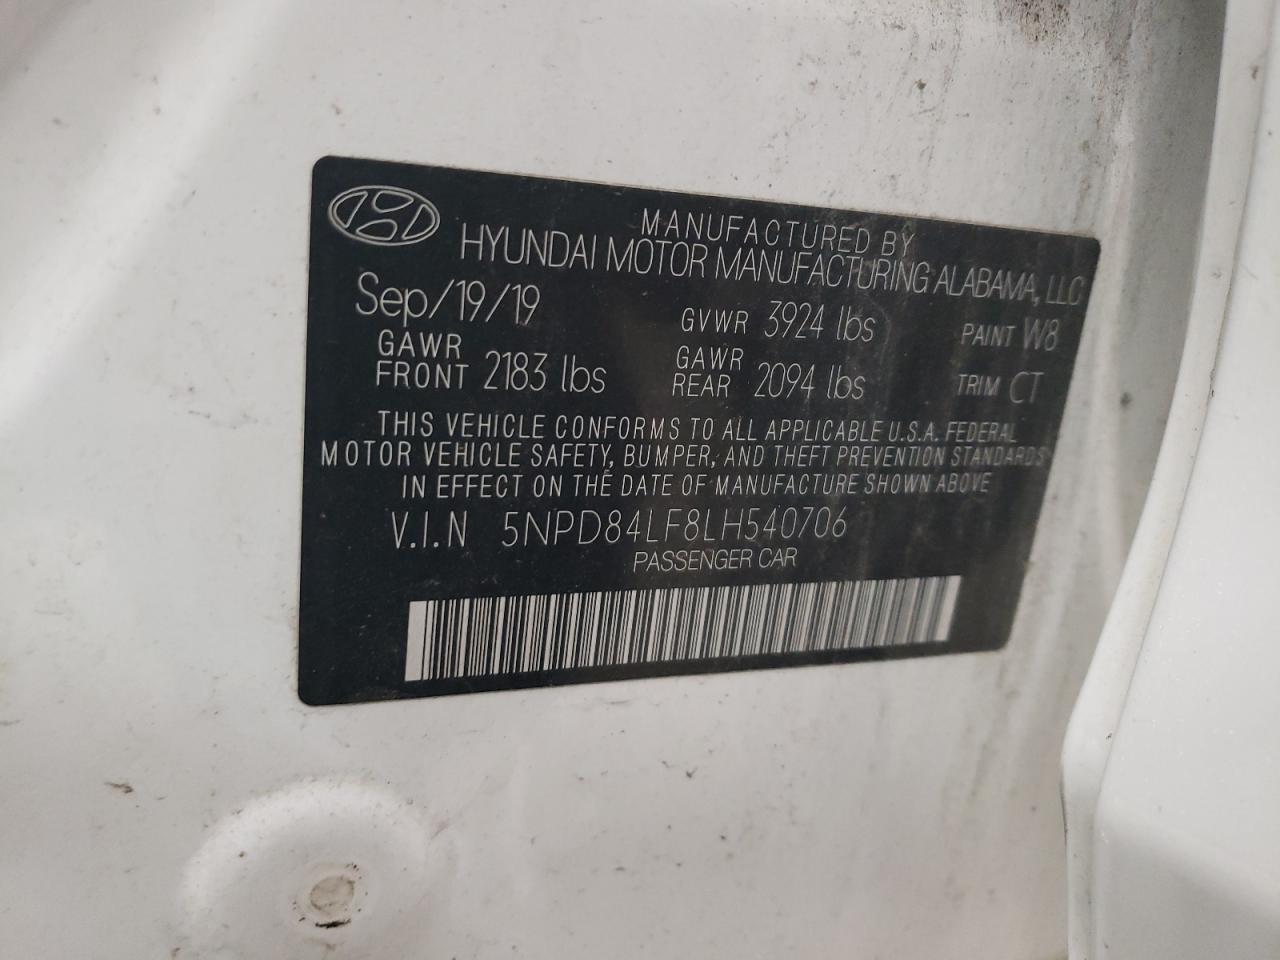 MANUFACTURED BY
HYUNDAI MOTOR MANUFACTURING ALABAMA, LLC
Sep/19/19 GVWR 3924 lbs PAINT W8
GAWR FRONT 2183 lbs GAWR REAR 2094 lbs TRIM CT
THIS VEHICLE CONFORMS TO ALL APPLICABLE U.S.A. FEDERAL
MOTOR VEHICLE SAFETY, BUMPER, AND THEFT PREVENTION STANDARDS
IN EFFECT ON THE DATE OF MANUFACTURE SHOWN ABOVE
V.I.N 5NPD84LF8LH540706
PASSENGER CAR